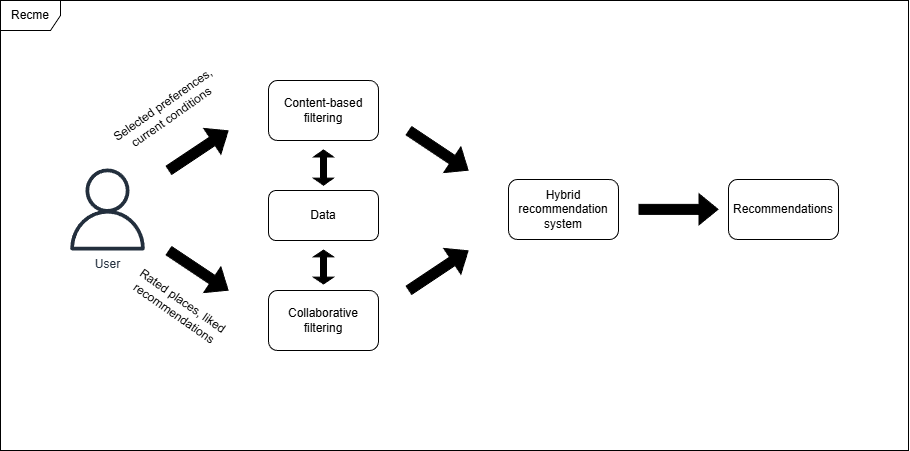 Recme
Selected preferences,
current conditions
Content-based
filtering
Data
Hybrid
recommendation
system
Recommendations
User
Rated places, liked
recommendations
Collaborative
filtering